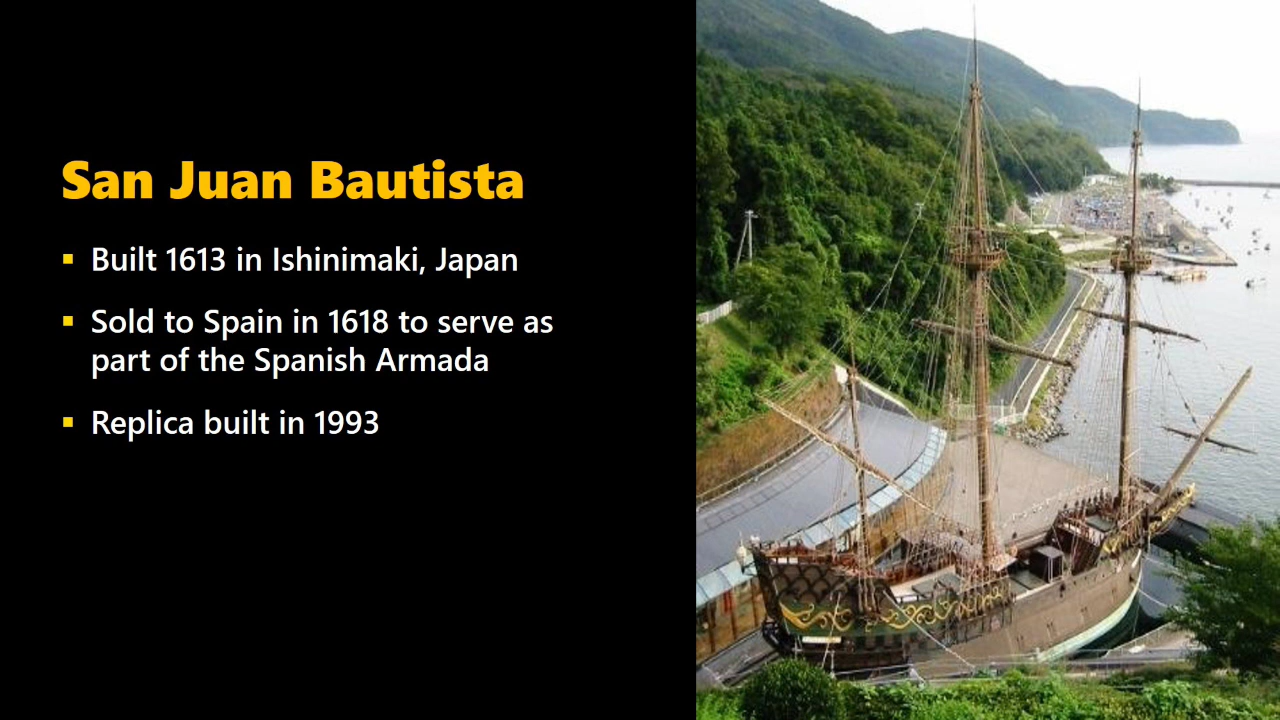 San Juan Bautista
▪ Built 1613 in Ishinimaki, Japan
▪ Sold to Spain in 1618 to serve as
part of the Spanish Armada
▪ Replica built in 1993